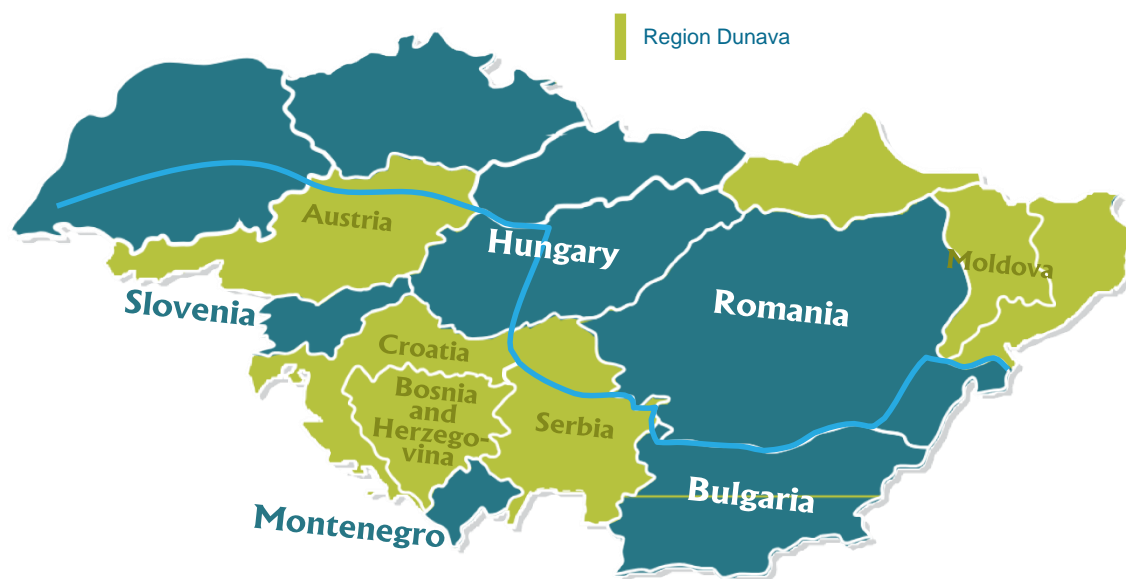 Region Dunava
Austria
Hungary
Moldova
Slovenia
Romania
Croatia
Bosnia
and
Herzego-
vina
Serbia
Bulgaria
Montenegro